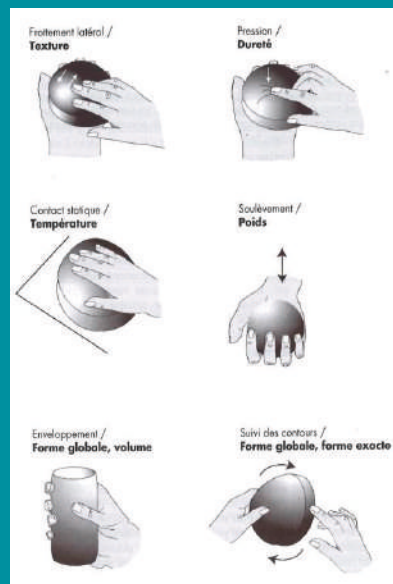 Frottement latéral /
Texture
Pression /
Dureté
Contact statique /
Température
Soulèvement /
Poids
Enveloppement /
Forme globale, volume
Suivi des contours /
Forme globale, forme exacte